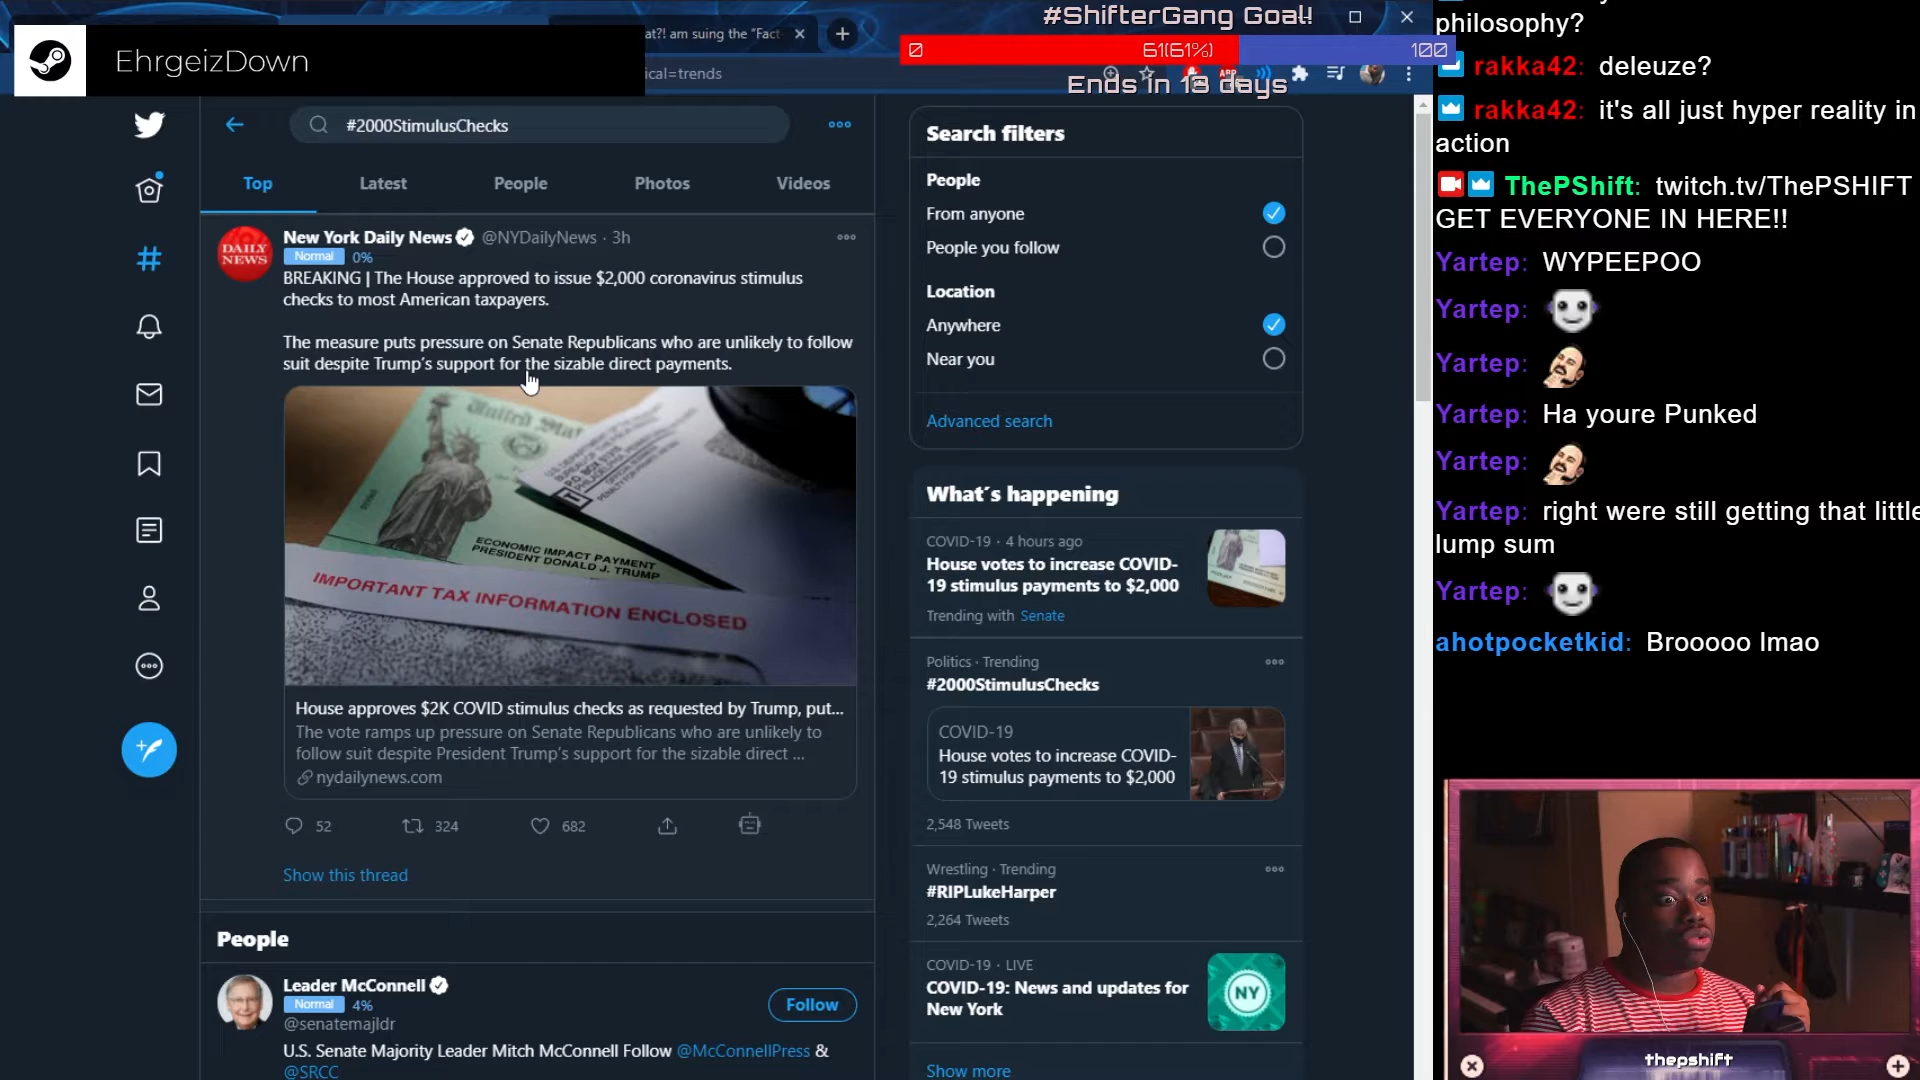 EhrgeizDown
at?! am suing the "Fact
#ShifterGang Goal!
0
61(61%)
100
ical=trends
Ends in 18 days
#2000StimulusChecks
Top
Latest
People
Photos
Videos
DAILY
NEWS
New York Daily News @NYDailyNews · 3h
Normal 0%
BREAKING | The House approved to issue $2,000 coronavirus stimulus
checks to most American taxpayers.
The measure puts pressure on Senate Republicans who are unlikely to follow
suit despite Trump's support for the sizable direct payments.
United Stat
ECONOMIC IMPACT PAYMENT
PRESIDENT DONALD J. TRUMP
IMPORTANT TAX INFORMATION ENCLOSED
House approves $2K COVID stimulus checks as requested by Trump, put...
The vote ramps up pressure on Senate Republicans who are unlikely to
follow suit despite President Trump's support for the sizable direct ...
nydailynews.com
52
324
682
Show this thread
People
Leader McConnell
Normal 4%
@senatemajldr
Follow
U.S. Senate Majority Leader Mitch McConnell Follow @McConnellPress &
@SRCC
Search filters
People
From anyone
People you follow
Location
Anywhere
Near you
Advanced search
What's happening
COVID-19 · 4 hours ago
House votes to increase COVID-
19 stimulus payments to $2,000
Trending with Senate
Politics · Trending
#2000StimulusChecks
COVID-19
House votes to increase COVID-
19 stimulus payments to $2,000
2,548 Tweets
Wrestling · Trending
#RIPLukeHarper
2,264 Tweets
COVID-19 · LIVE
COVID-19: News and updates for
New York
NY
Show more
philosophy?
rakka42: deleuze?
rakka42: it's all just hyper reality in
action
ThePShift: twitch.tv/ThePSHIFT
GET EVERYONE IN HERE!!
Yartep: WYPEEPOO
Yartep:
Yartep:
Yartep: Ha youre Punked
Yartep:
Yartep: right were still getting that little
lump sum
Yartep:
ahotpocketkid: Brooooo lmao
thepshift